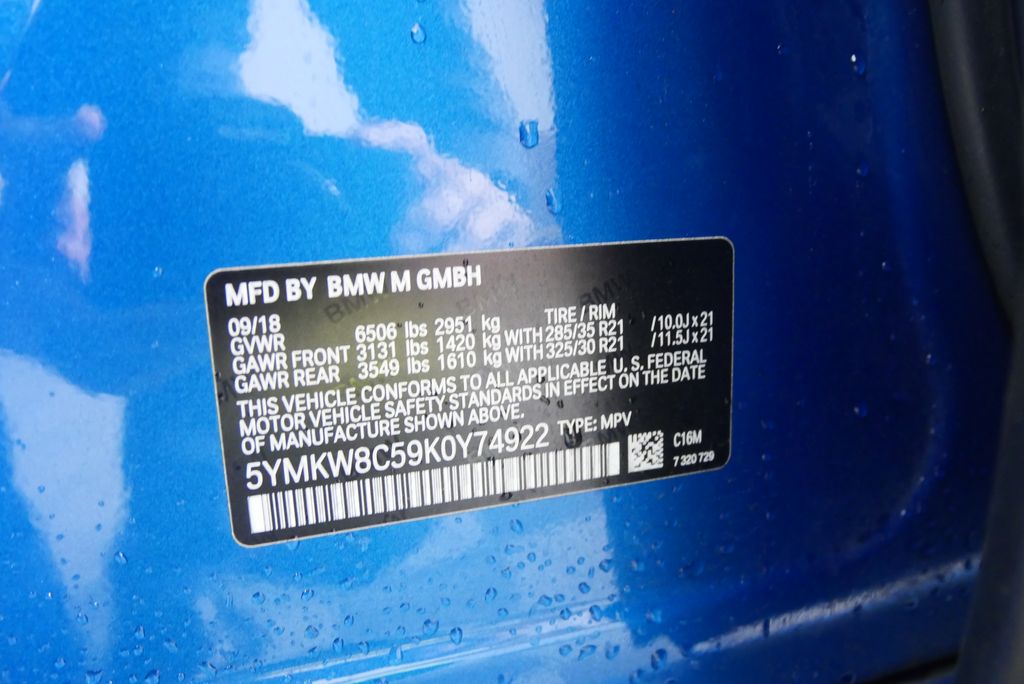 MFD BY BMW M GMBH
09/18 TIRE / RIM
GVWR 6506 lbs 2951 kg
GAWR FRONT 3131 lbs 1420 kg WITH 285/35 R21 /10.0J x 21
GAWR REAR 3549 lbs 1610 kg WITH 325/30 R21 /11.5J x 21
THIS VEHICLE CONFORMS TO ALL APPLICABLE U. S. FEDERAL
MOTOR VEHICLE SAFETY STANDARDS IN EFFECT ON THE DATE
OF MANUFACTURE SHOWN ABOVE.
5YMKW8C59K0Y74922 TYPE: MPV
C16M
7 320 729